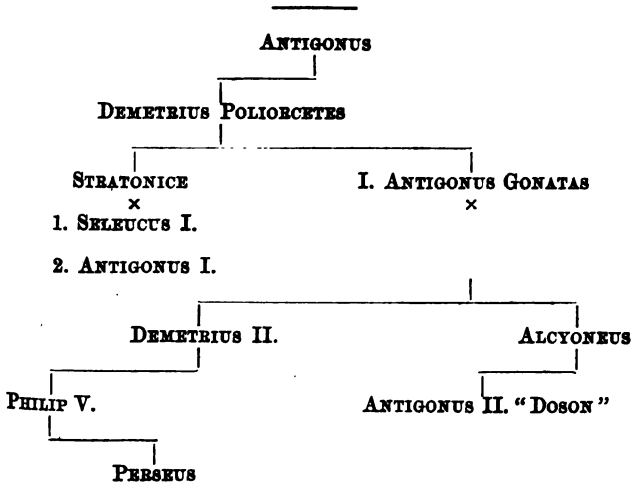 ANTIGONUS
DEMETRIUS POLIORCETES
STRATONICE I. ANTIGONUS GONATAS
× ×
1. SELEUCUS I.
2. ANTIGONUS I.
DEMETRIUS II. ALCYONEUS
PHILIP V. ANTIGONUS II. “DOSON”
PERSEUS